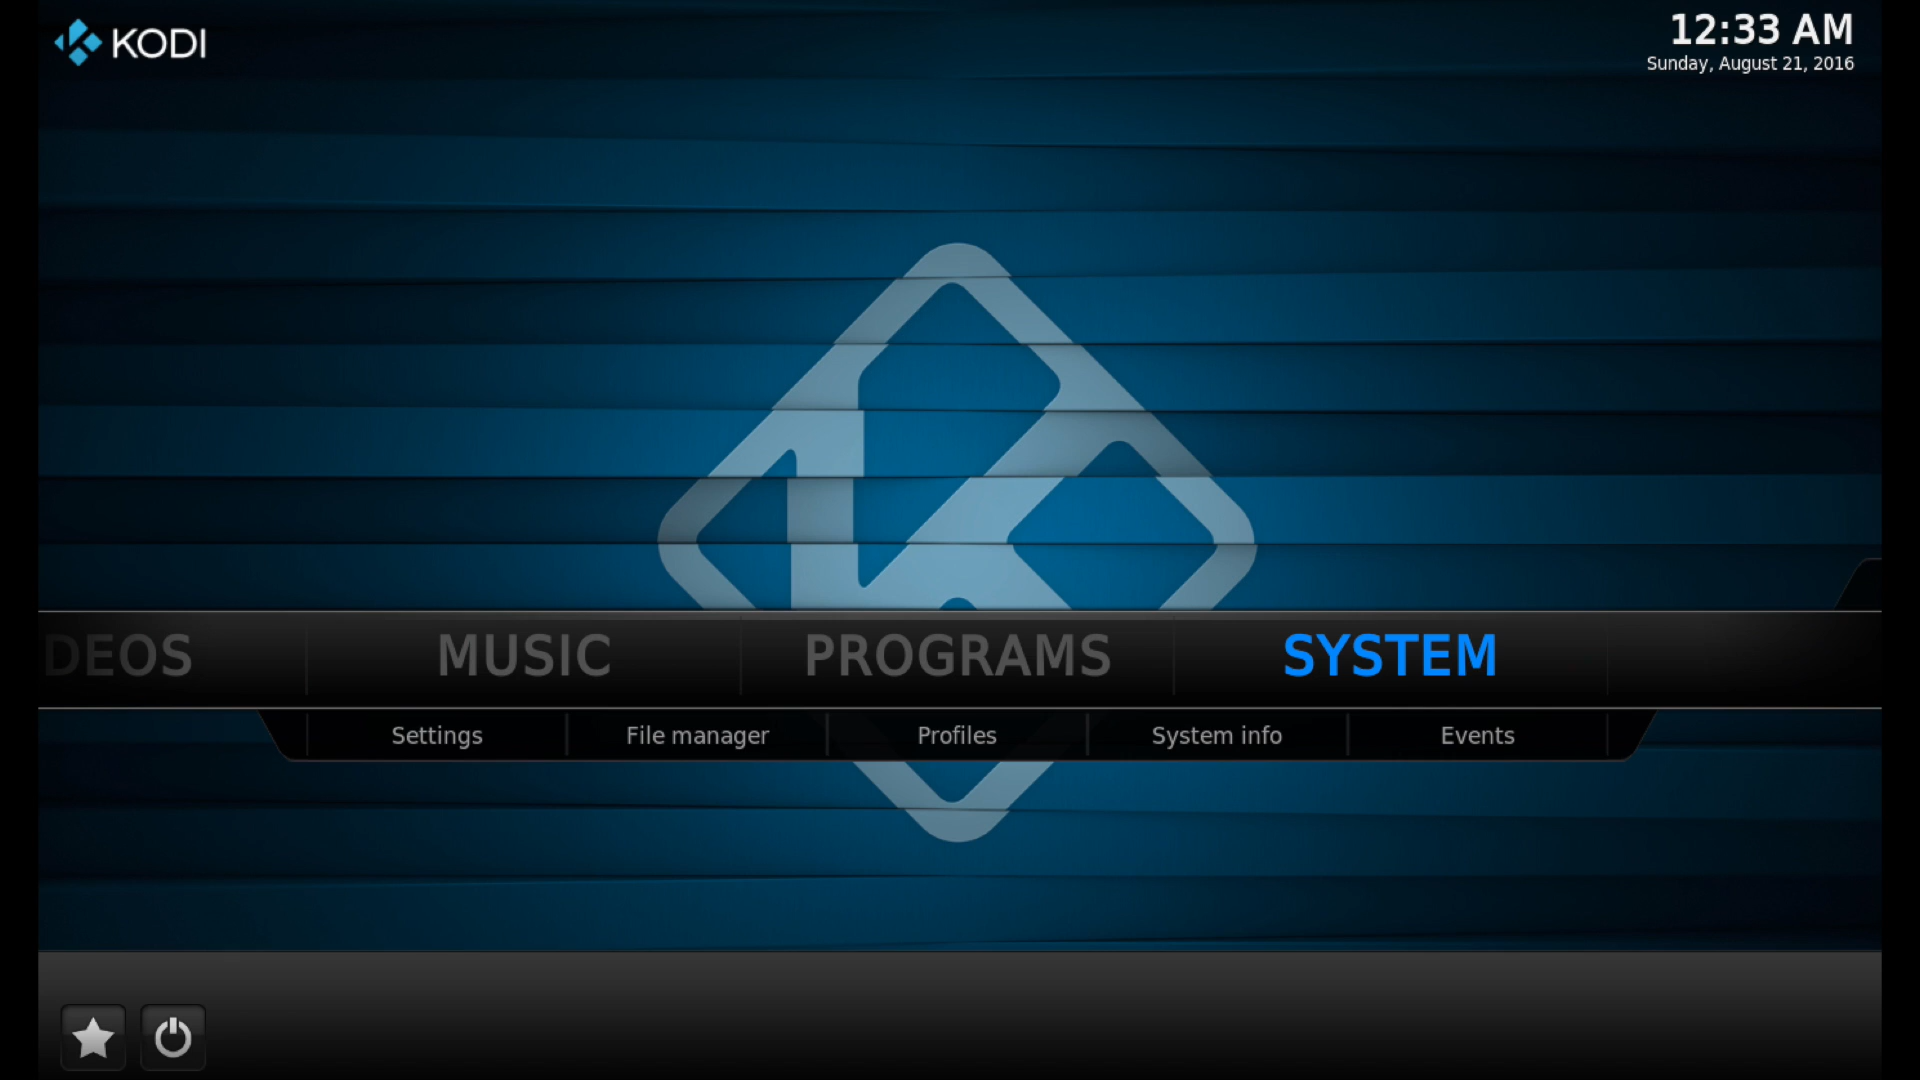 KODI
12:33 AM
Sunday, August 21, 2016
DEOS MUSIC PROGRAMS SYSTEM
Settings File manager Profiles System info Events